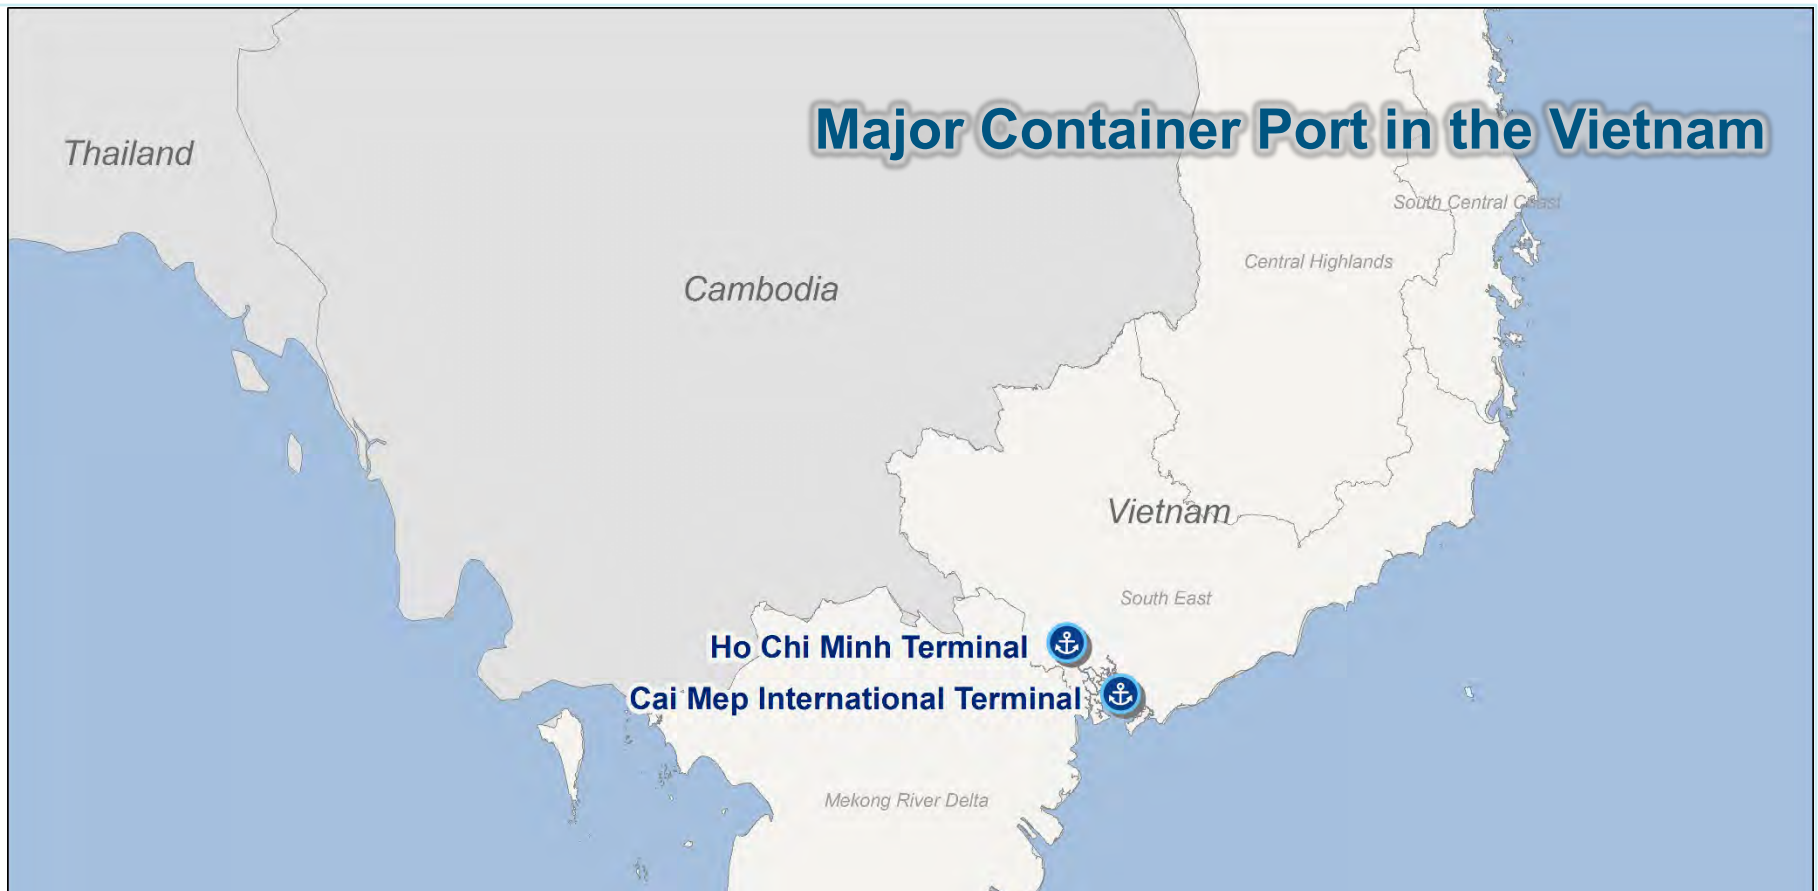 Major Container Port in the Vietnam
Thailand
South Central Coast
Central Highlands
Cambodia
Vietnam
South East
Ho Chi Minh Terminal
Cai Mep International Terminal
Mekong River Delta